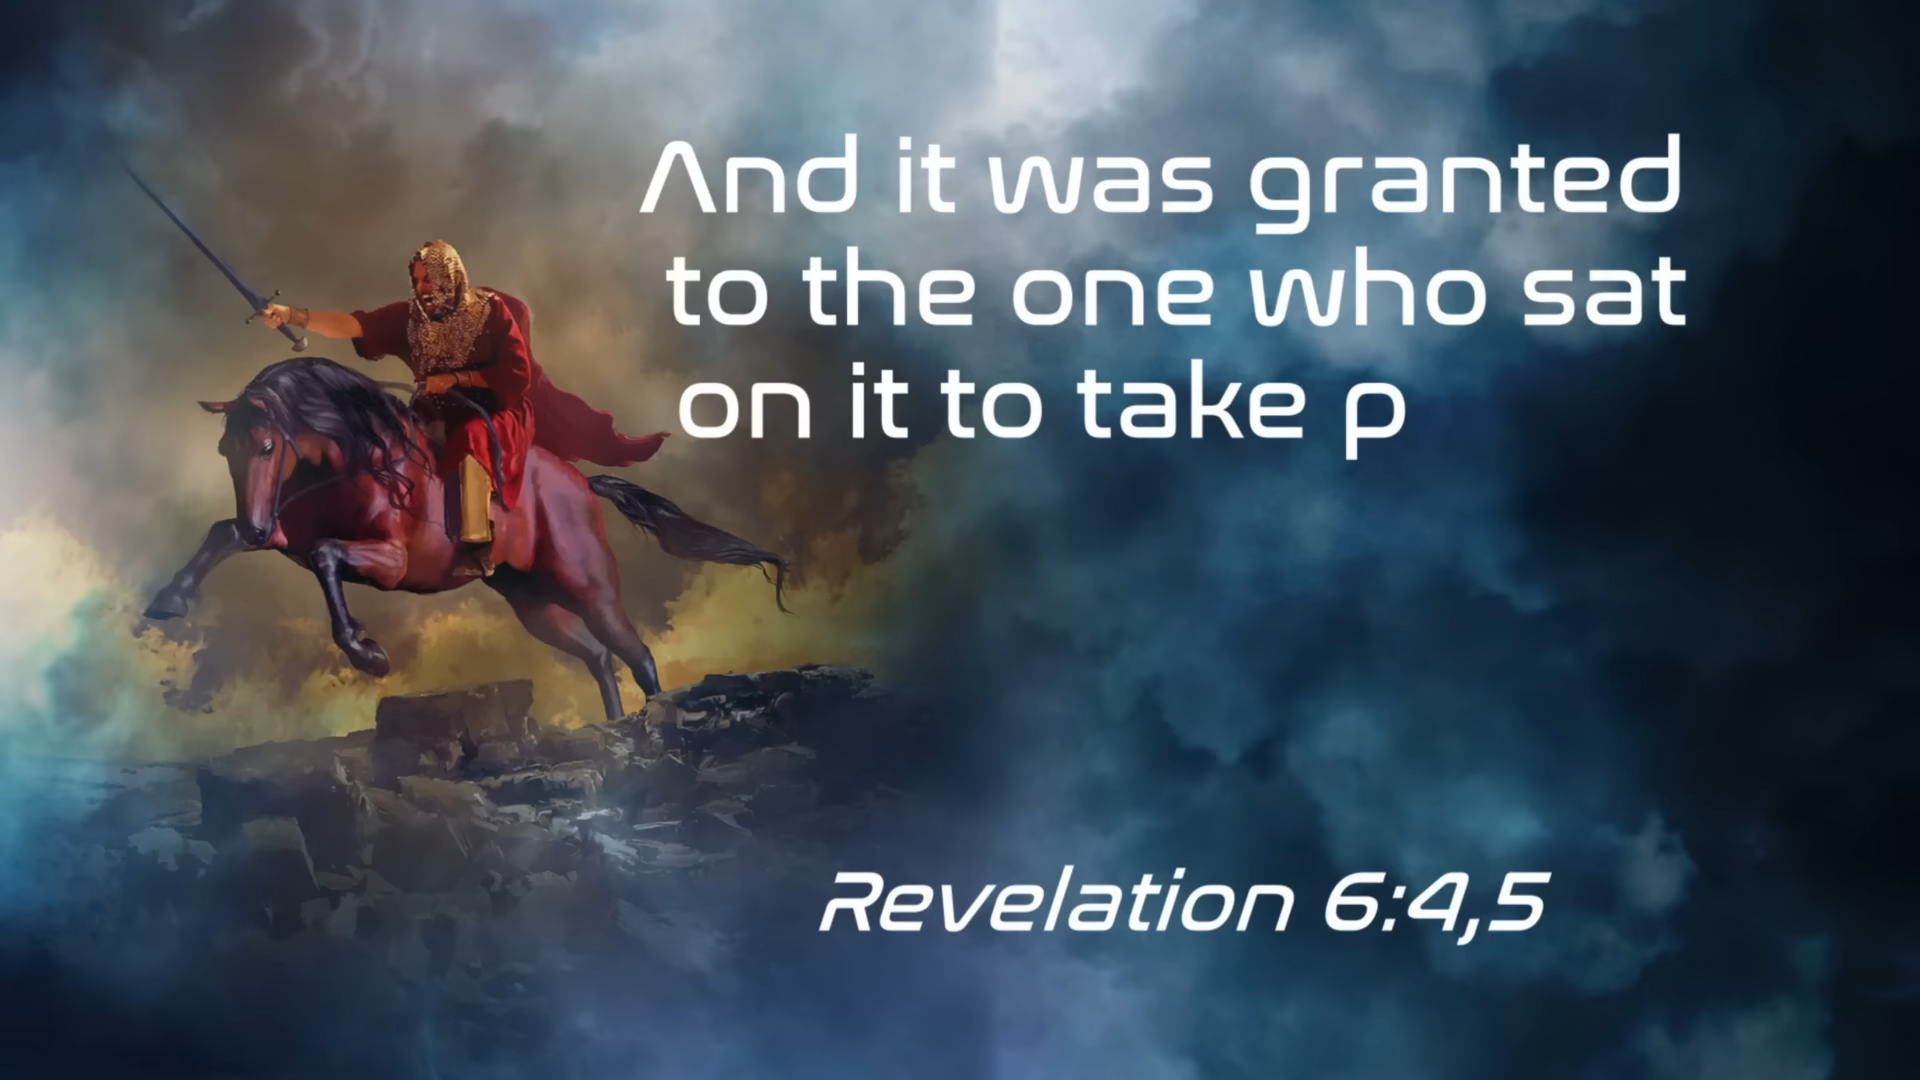 And it was granted
to the one who sat
on it to take p
Revelation 6:4,5